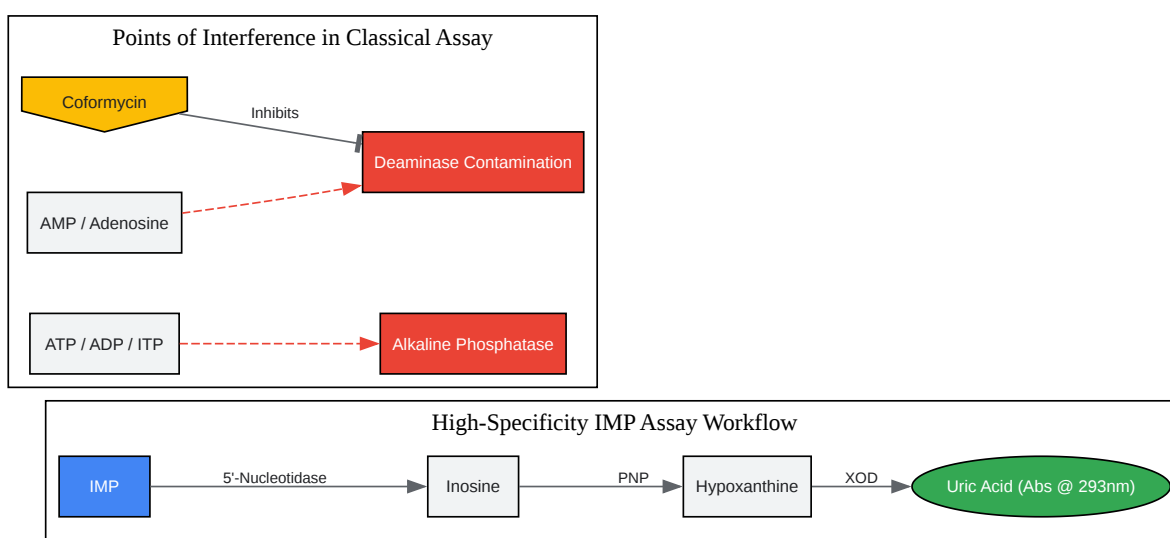 Points of Interference in Classical Assay
Coformycin
Inhibits
Deaminase Contamination
AMP / Adenosine
ATP / ADP / ITP
Alkaline Phosphatase
High-Specificity IMP Assay Workflow
IMP
5'-Nucleotidase
Inosine
PNP
Hypoxanthine
XOD
Uric Acid (Abs @ 293nm)